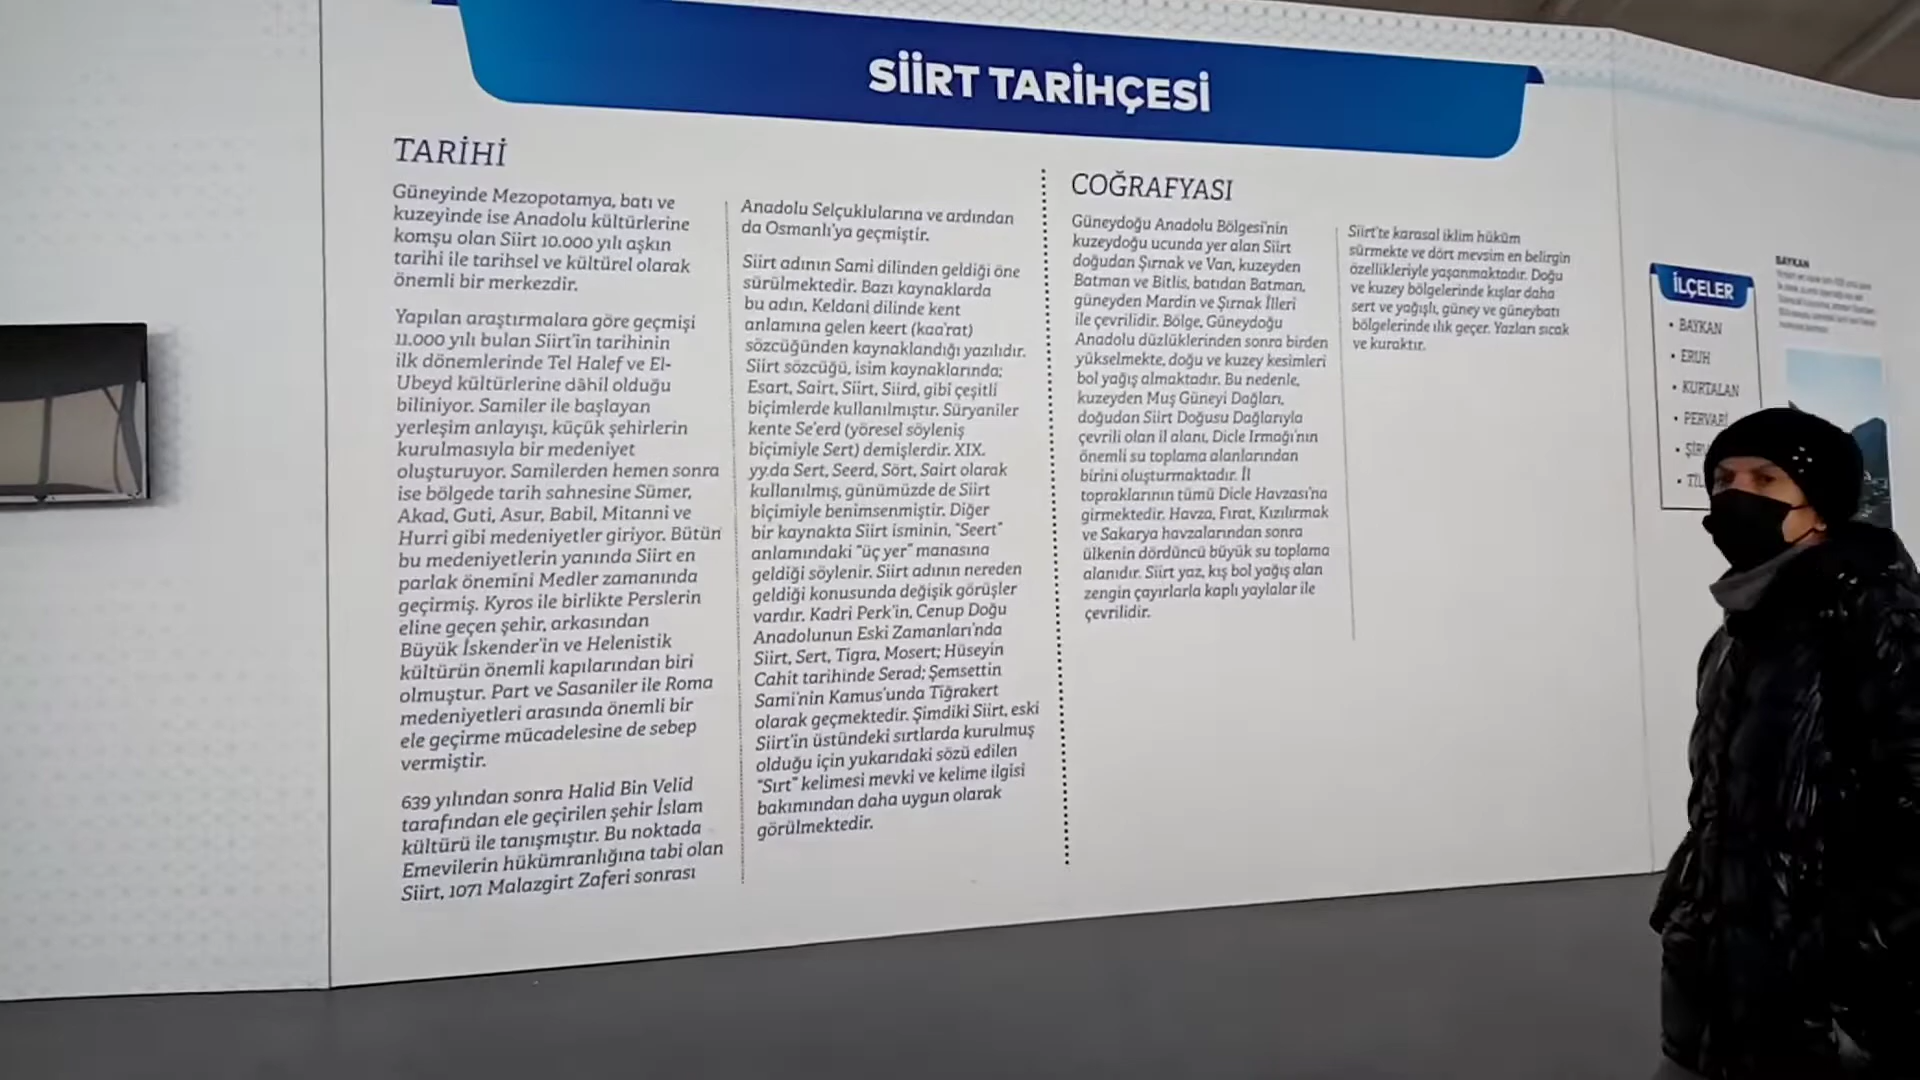 SİİRT TARİHÇESİ
TARİHİ
Güneyinde Mezopotamya, batı ve
kuzeyinde ise Anadolu kültürlerine
komşu olan Siirt 10.000 yılı aşkın
tarihi ile tarihsel ve kültürel olarak
önemli bir merkezdir.
Yapılan araştırmalara göre geçmişi
11.000 yılı bulan Siirt'in tarihinin
ilk dönemlerinde Tel Halef ve El-
Ubeyd kültürlerine dâhil olduğu
biliniyor. Samiler ile başlayan
yerleşim anlayışı, küçük şehirlerin
kurulmasıyla bir medeniyet
oluşturuyor. Samilerden hemen sonra
ise bölgede tarih sahnesine Sümer,
Akad, Guti, Asur, Babil, Mitanni ve
Hurri gibi medeniyetler giriyor. Bütün
bu medeniyetlerin yanında Siirt en
parlak önemini Medler zamanında
geçirmiş. Kyros ile birlikte Perslerin
eline geçen şehir, arkasından
Büyük İskender'in ve Helenistik
kültürün önemli kapılarından biri
olmuştur. Part ve Sasaniler ile Roma
medeniyetleri arasında önemli bir
ele geçirme mücadelesine de sebep
vermiştir.
639 yılından sonra Halid Bin Velid
tarafından ele geçirilen şehir İslam
kültürü ile tanışmıştır. Bu noktada
Emevilerin hükümranlığına tabi olan
Siirt, 1071 Malazgirt Zaferi sonrası
Anadolu Selçuklularına ve ardından
da Osmanlı'ya geçmiştir.
Siirt adının Sami dilinden geldiği öne
sürülmektedir. Bazı kaynaklarda
bu adın, Keldani dilinde kent
anlamına gelen keert (kaa'rat)
sözcüğünden kaynaklandığı yazılıdır.
Siirt sözcüğü, isim kaynaklarında;
Esart, Sairt, Siirt, Siird, gibi çeşitli
biçimlerde kullanılmıştır. Süryaniler
kente Se'erd (yöresel söyleniş
biçimiyle Sert) demişlerdir. XIX.
yy.da Sert, Seerd, Sört, Sairt olarak
kullanılmış, günümüzde de Siirt
biçimiyle benimsenmiştir. Diğer
bir kaynakta Siirt isminin, "Seert"
anlamındaki "üç yer" manasına
geldiği söylenir. Siirt adının nereden
geldiği konusunda değişik görüşler
vardır. Kadri Perk'in, Cenup Doğu
Anadolunun Eski Zamanları'nda
Siirt, Sert, Tigra, Mosert; Hüseyin
Cahit tarihinde Serad; Şemsettin
Sami'nin Kamus'unda Tiğrakert
olarak geçmektedir. Şimdiki Siirt, eski
Siirt'in üstündeki sırtlarda kurulmuş
olduğu için yukarıdaki sözü edilen
"Sırt" kelimesi mevki ve kelime ilgisi
bakımından daha uygun olarak
görülmektedir.
COĞRAFYASI
Güneydoğu Anadolu Bölgesi'nin
kuzeydoğu ucunda yer alan Siirt
doğudan Şırnak ve Van, kuzeyden
Batman ve Bitlis, batıdan Batman,
güneyden Mardin ve Şırnak İlleri
ile çevrilidir. Bölge, Güneydoğu
Anadolu düzlüklerinden sonra birden
yükselmekte, doğu ve kuzey kesimleri
bol yağış almaktadır. Bu nedenle,
kuzeyden Muş Güneyi Dağları,
doğudan Siirt Doğusu Dağlarıyla
çevrili olan il alanı, Dicle Irmağı'nın
önemli su toplama alanlarından
birini oluşturmaktadır. İl
topraklarının tümü Dicle Havzası'na
girmektedir. Havza, Fırat, Kızılırmak
ve Sakarya havzalarından sonra
ülkenin dördüncü büyük su toplama
alanıdır. Siirt yaz, kış bol yağış alan
zengin çayırlarla kaplı yaylalar ile
çevrilidir.
Siirt'te karasal iklim hüküm
sürmekte ve dört mevsim en belirgin
özellikleriyle yaşanmaktadır. Doğu
ve kuzey bölgelerinde kışlar daha
sert ve yağışlı, güney ve güneybatı
bölgelerinde ılık geçer. Yazları sıcak
ve kuraktır.
İLÇELER
• BAYKAN
• ERUH
• KURTALAN
• PERVARİ
BAYKAN